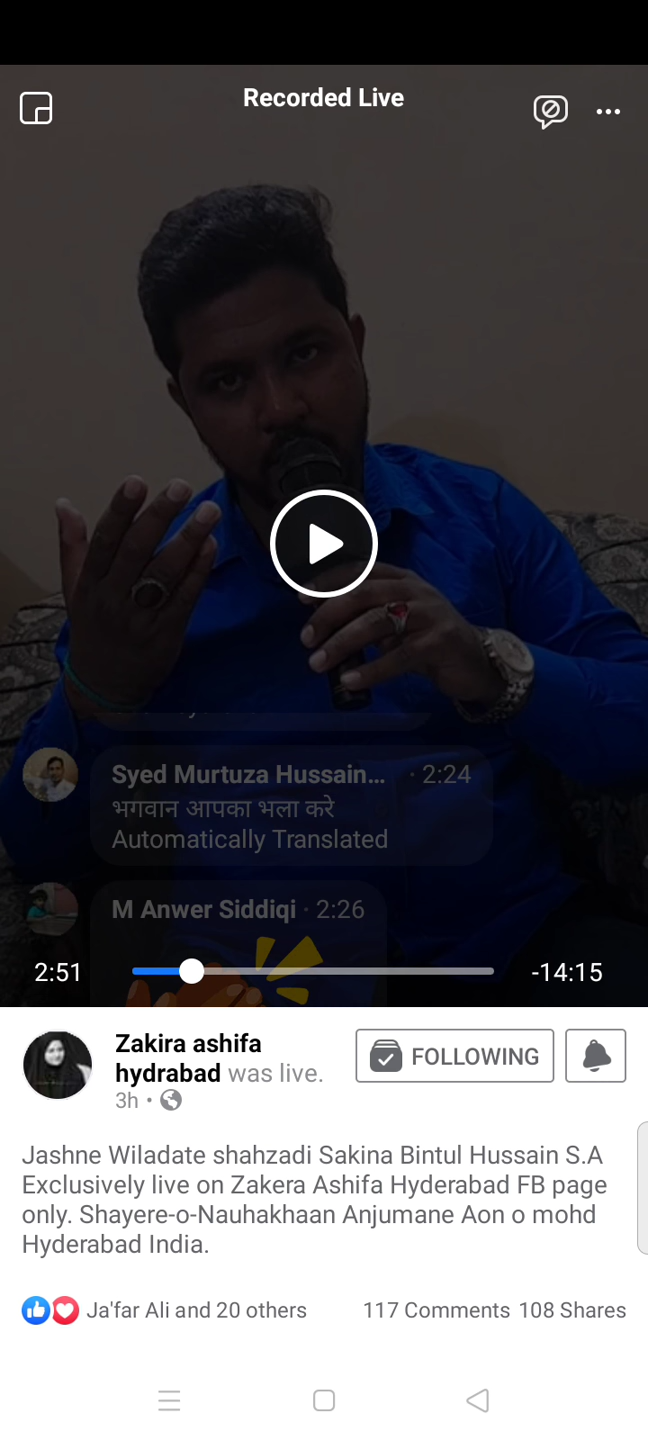 Recorded Live
Syed Murtuza Hussain... · 2:24
भगवान आपका भला करे
Automatically Translated
M Anwer Siddiqi · 2:26
2:51
-14:15
Zakira ashifa
hydrabad was live.
FOLLOWING
3h •
Jashne Wiladate shahzadi Sakina Bintul Hussain S.A
Exclusively live on Zakera Ashifa Hyderabad FB page
only. Shayere-o-Nauhakhaan Anjumane Aon o mohd
Hyderabad India.
Ja'far Ali and 20 others
117 Comments 108 Shares